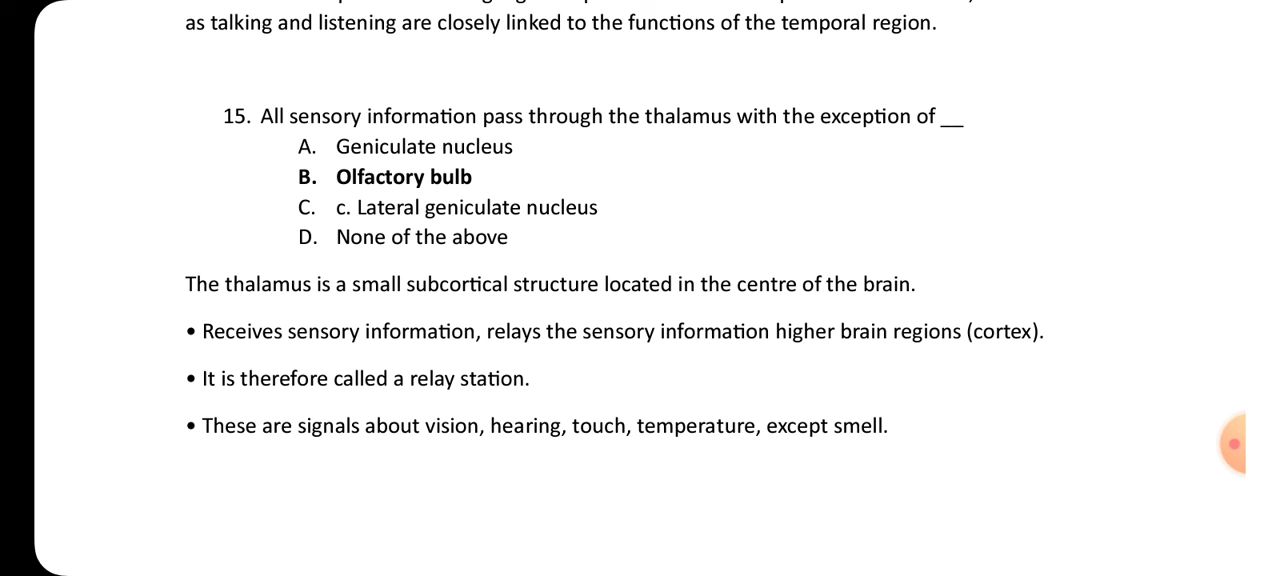 as talking and listening are closely linked to the functions of the temporal region.
15. All sensory information pass through the thalamus with the exception of __
A. Geniculate nucleus
B. Olfactory bulb
C. c. Lateral geniculate nucleus
D. None of the above
The thalamus is a small subcortical structure located in the centre of the brain.
• Receives sensory information, relays the sensory information higher brain regions (cortex).
• It is therefore called a relay station.
• These are signals about vision, hearing, touch, temperature, except smell.